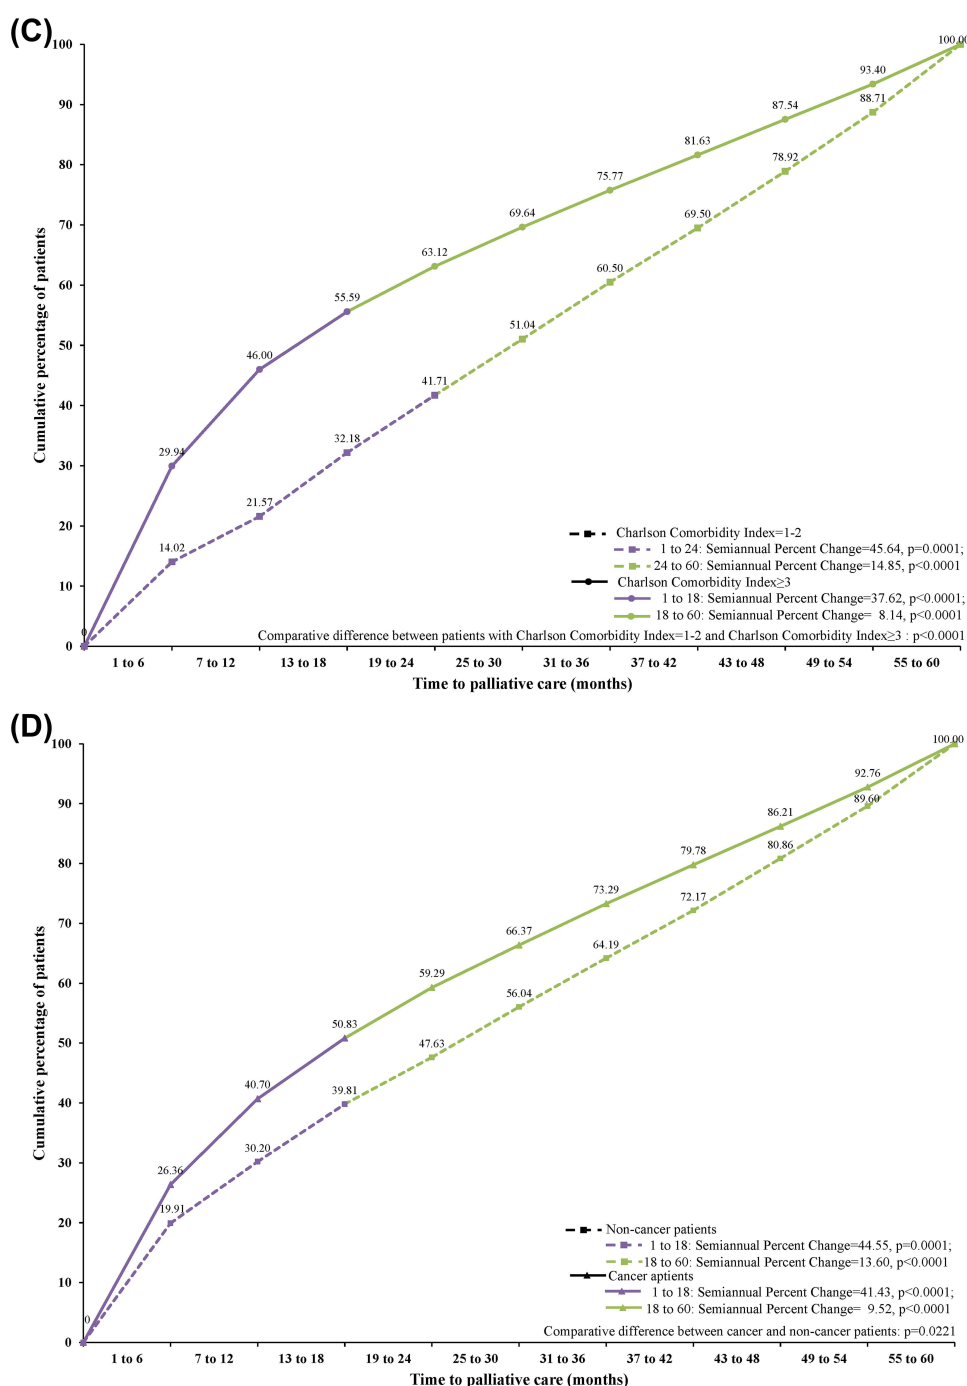 (C)
Cumulative percentage of patients
100
90
80
70
60
50
40
30
20
10
0
0
29.94
46.00
55.59
63.12
69.64
75.77
81.63
87.54
93.40
100.00
14.02
21.57
32.18
41.71
51.04
60.50
69.50
78.92
88.71
Charlson Comorbidity Index=1-2
1 to 24: Semiannual Percent Change=45.64, p=0.0001;
24 to 60: Semiannual Percent Change=14.85, p<0.0001
Charlson Comorbidity Index≥3
1 to 18: Semiannual Percent Change=37.62, p<0.0001;
18 to 60: Semiannual Percent Change= 8.14, p<0.0001
Comparative difference between patients with Charlson Comorbidity Index=1-2 and Charlson Comorbidity Index≥3 : p<0.0001
1 to 6 7 to 12 13 to 18 19 to 24 25 to 30 31 to 36 37 to 42 43 to 48 49 to 54 55 to 60
Time to palliative care (months)
(D)
Cumulative percentage of patients
100
90
80
70
60
50
40
30
20
10
0
0
26.36
40.70
50.83
59.29
66.37
73.29
79.78
86.21
92.76
100.00
19.91
30.20
39.81
47.63
56.04
64.19
72.17
80.86
89.60
Non-cancer patients
1 to 18: Semiannual Percent Change=44.55, p=0.0001;
18 to 60: Semiannual Percent Change=13.60, p<0.0001
Cancer aptients
1 to 18: Semiannual Percent Change=41.43, p<0.0001;
18 to 60: Semiannual Percent Change= 9.52, p<0.0001
Comparative difference between cancer and non-cancer patients: p=0.0221
1 to 6 7 to 12 13 to 18 19 to 24 25 to 30 31 to 36 37 to 42 43 to 48 49 to 54 55 to 60
Time to palliative care (months)